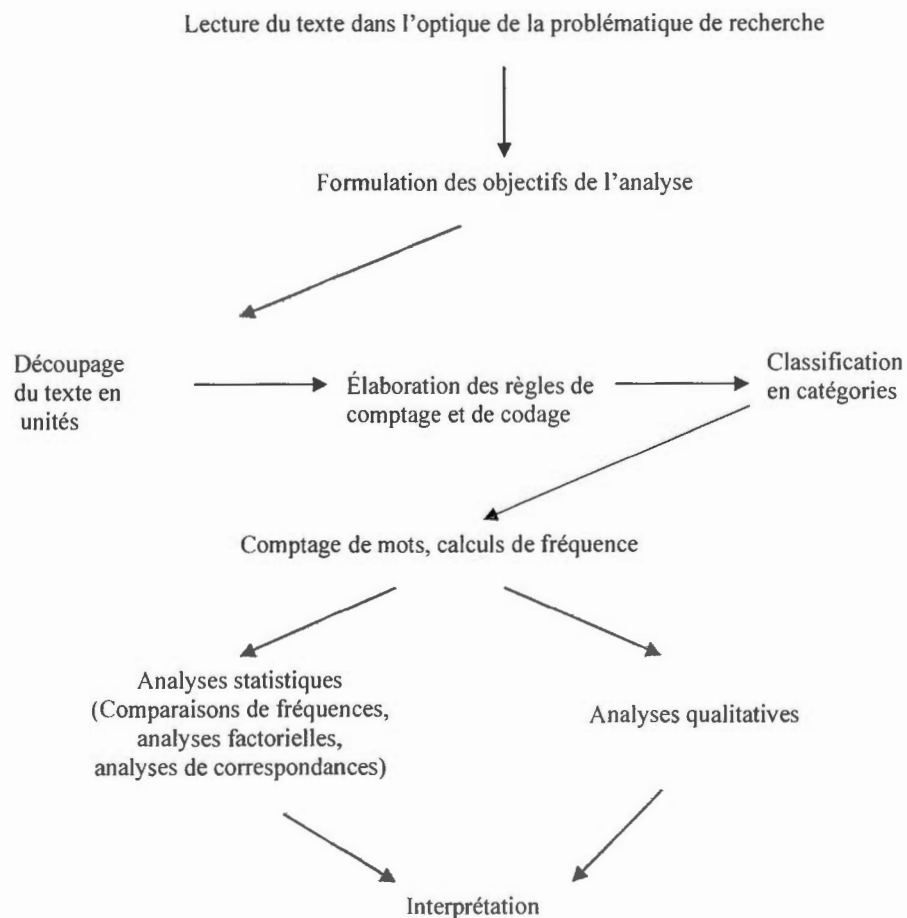 Lecture du texte dans l'optique de la problématique de recherche
Formulation des objectifs de l'analyse
Découpage
du texte en
unités
Élaboration des règles de
comptage et de codage
Classification
en catégories
Comptage de mots, calculs de fréquence
Analyses statistiques
(Comparaisons de fréquences,
analyses factorielles,
analyses de correspondances)
Analyses qualitatives
Interprétation